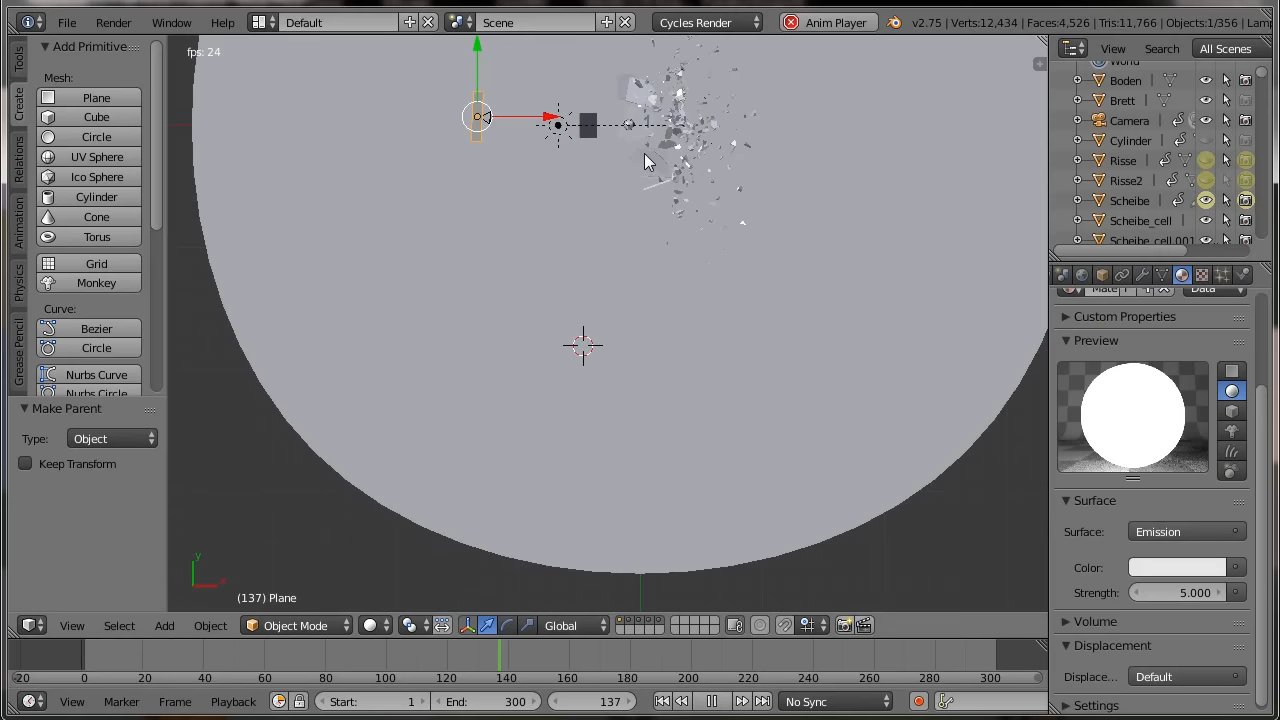 File Render Window Help Default Scene Cycles Render Anim Player v2.75 | Verts:12,434 | Faces:4,526 | Tris:11,766 | Objects:1/356 | Lamp
Add Primitive
Mesh:
Plane
Cube
Circle
UV Sphere
Ico Sphere
Cylinder
Cone
Torus
Grid
Monkey
Curve:
Bezier
Circle
Nurbs Curve
Nurbs Circle
Tools
Create
Relations
Animation
Physics
Grease Pencil
Make Parent
Type: Object
Keep Transform
fps: 24
y
x
(137) Plane
View Search All Scenes
World
Boden
Brett
Camera
Cylinder
Risse
Risse2
Scheibe
Scheibe_cell
Scheibe_cell.001
Data
Custom Properties
Preview
Surface
Surface: Emission
Color:
Strength: 5.000
Volume
Displacement
Displace... Default
Settings
View Select Add Object Object Mode Global
-20 0 20 40 60 80 100 120 140 160 180 200 220 240 260 280 300
View Marker Frame Playback Start: 1 End: 300 137 No Sync